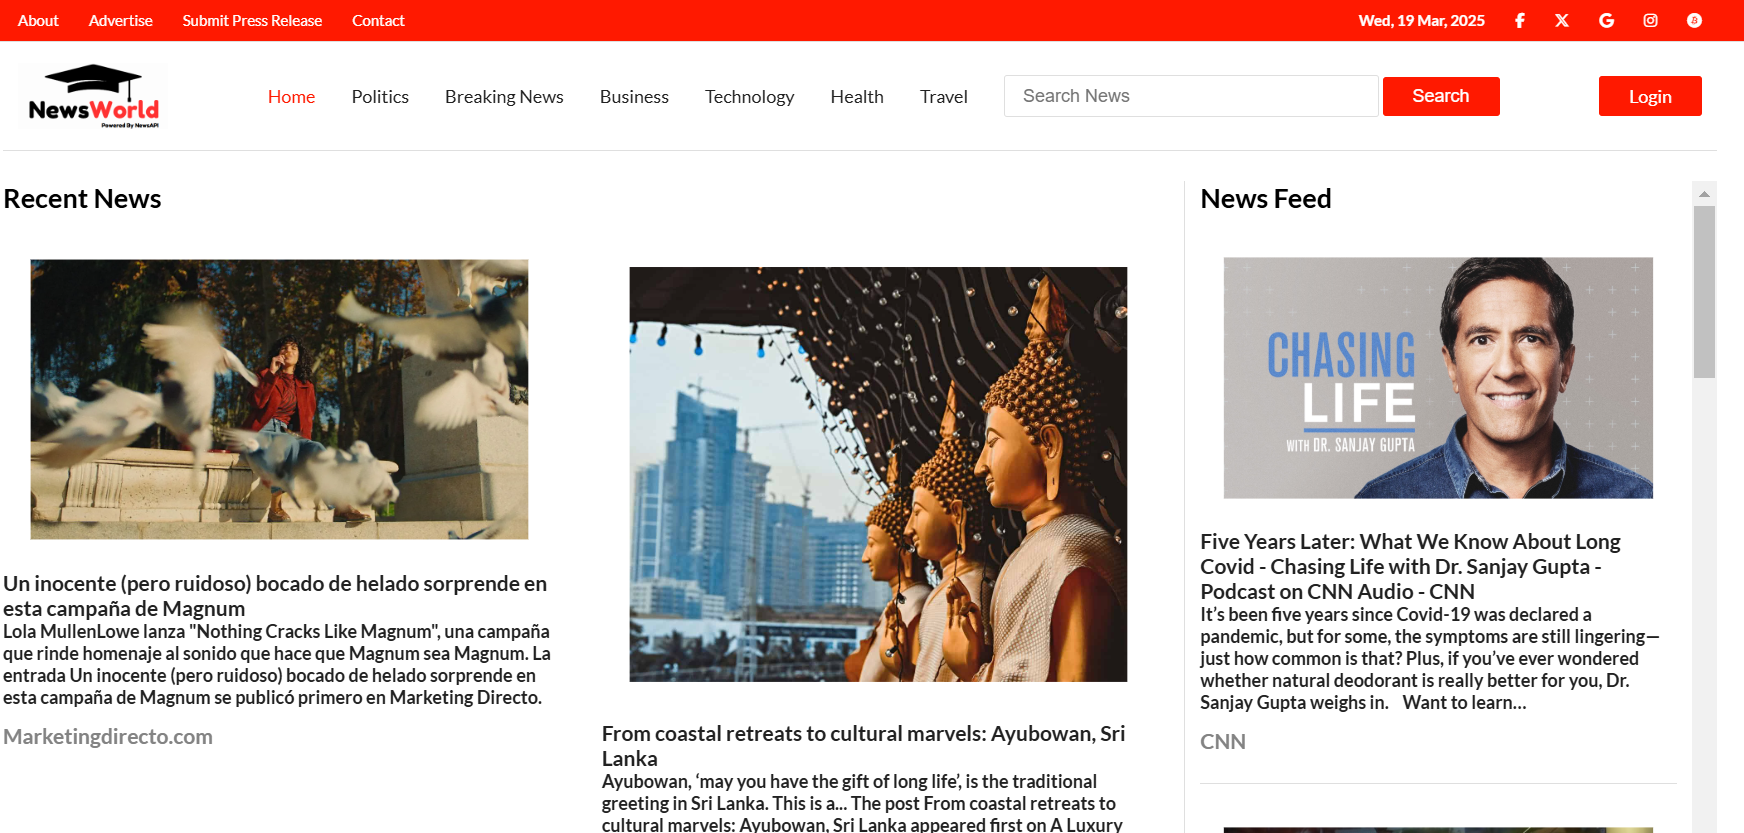 About Advertise Submit Press Release Contact Wed, 19 Mar, 2025
NewsWorld
Powered By NewsAPI
Home Politics Breaking News Business Technology Health Travel Search News Search Login
Recent News
Un inocente (pero ruidoso) bocado de helado sorprende en
esta campaña de Magnum
Lola MullenLowe lanza "Nothing Cracks Like Magnum", una campaña
que rinde homenaje al sonido que hace que Magnum sea Magnum. La
entrada Un inocente (pero ruidoso) bocado de helado sorprende en
esta campaña de Magnum se publicó primero en Marketing Directo.
Marketingdirecto.com
From coastal retreats to cultural marvels: Ayubowan, Sri
Lanka
Ayubowan, ‘may you have the gift of long life’, is the traditional
greeting in Sri Lanka. This is a... The post From coastal retreats to
cultural marvels: Ayubowan, Sri Lanka appeared first on A Luxury
News Feed
CHASING
LIFE
WITH DR. SANJAY GUPTA
Five Years Later: What We Know About Long
Covid - Chasing Life with Dr. Sanjay Gupta -
Podcast on CNN Audio - CNN
It’s been five years since Covid-19 was declared a
pandemic, but for some, the symptoms are still lingering—
just how common is that? Plus, if you’ve ever wondered
whether natural deodorant is really better for you, Dr.
Sanjay Gupta weighs in. Want to learn…
CNN